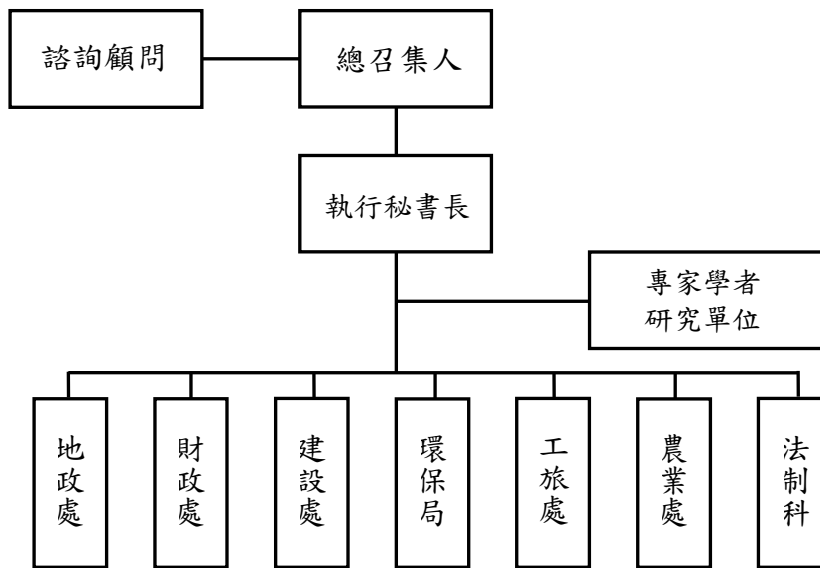 諮詢顧問
總召集人
執行秘書長
專家學者
研究單位
地政處
財政處
建設處
環保局
工旅處
農業處
法制科